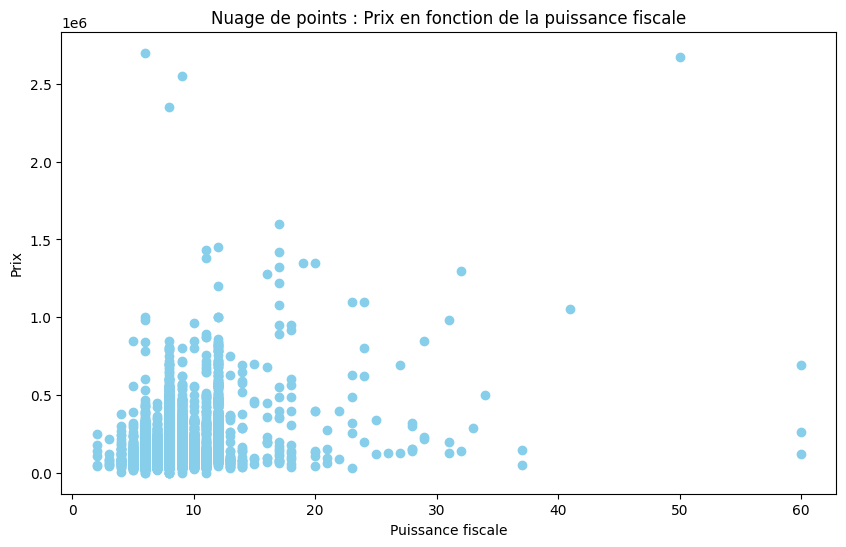 Nuage de points : Prix en fonction de la puissance fiscale
1e6
2.5
2.0
1.5
1.0
0.5
0.0
Prix
0 10 20 30 40 50 60
Puissance fiscale